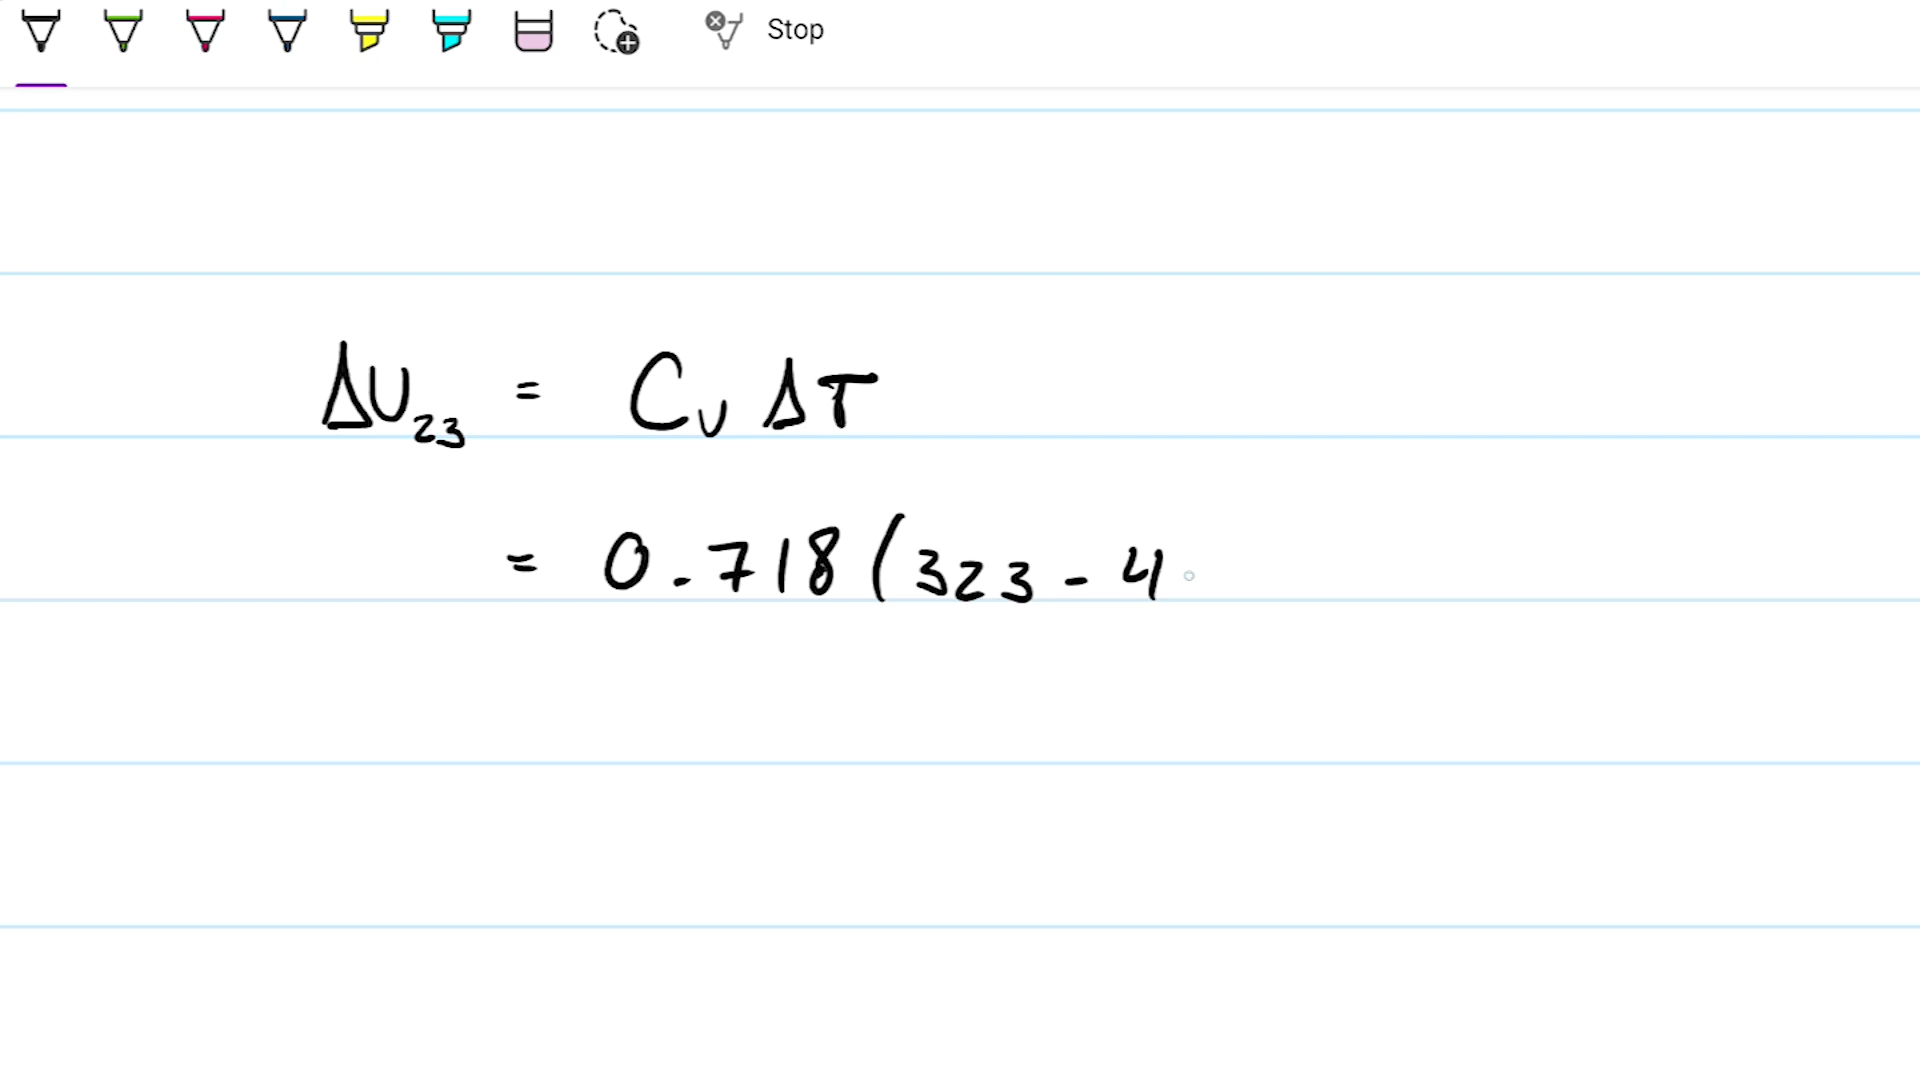 Stop
ΔU₂₃ = Cᵥ ΔT
= 0.718 (323 - 4